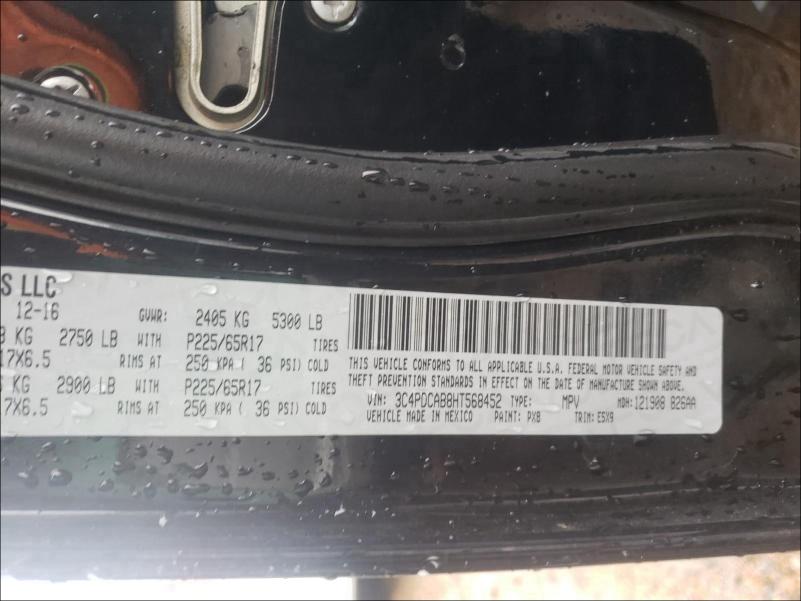 S LLC
12-16 GVWR: 2405 KG 5300 LB
KG 2750 LB WITH P225/65R17 TIRES
17X6.5 RIMS AT 250 KPA ( 36 PSI) COLD
KG 2900 LB WITH P225/65R17 TIRES
7X6.5 RIMS AT 250 KPA ( 36 PSI) COLD
THIS VEHICLE CONFORMS TO ALL APPLICABLE U.S.A. FEDERAL MOTOR VEHICLE SAFETY AND
THEFT PREVENTION STANDARDS IN EFFECT ON THE DATE OF MANUFACTURE SHOWN ABOVE.
VIN: 3C4PDCAB8HT568452 TYPE: MPV MDH: 121908 B26AA
VEHICLE MADE IN MEXICO PAINT: PX8 TRIM: E5X9